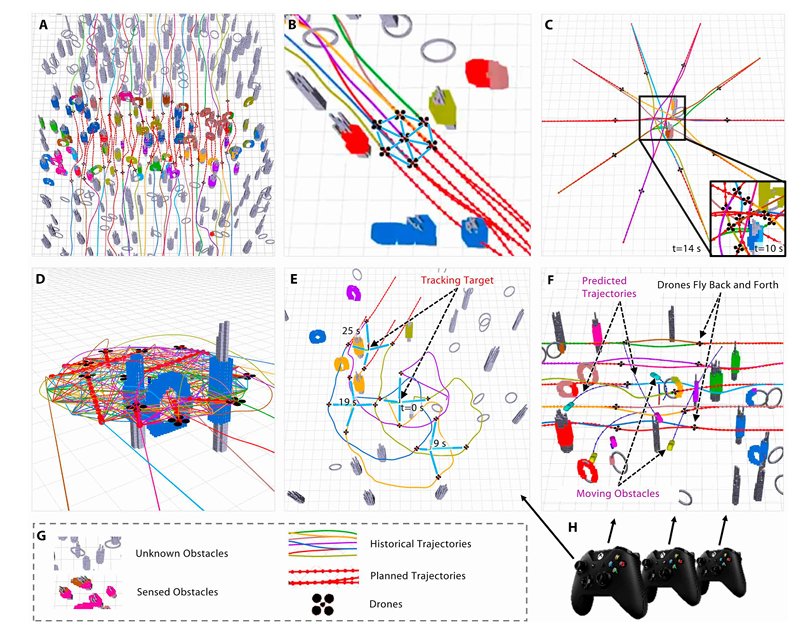 A
B
C
t=14 s
t=10 s
D
E
Tracking Target
25 s
19 s
t=0 s
9 s
F
Predicted
Trajectories
Drones Fly Back and Forth
Moving Obstacles
G
Unknown Obstacles
Sensed Obstacles
Historical Trajectories
Planned Trajectories
Drones
H